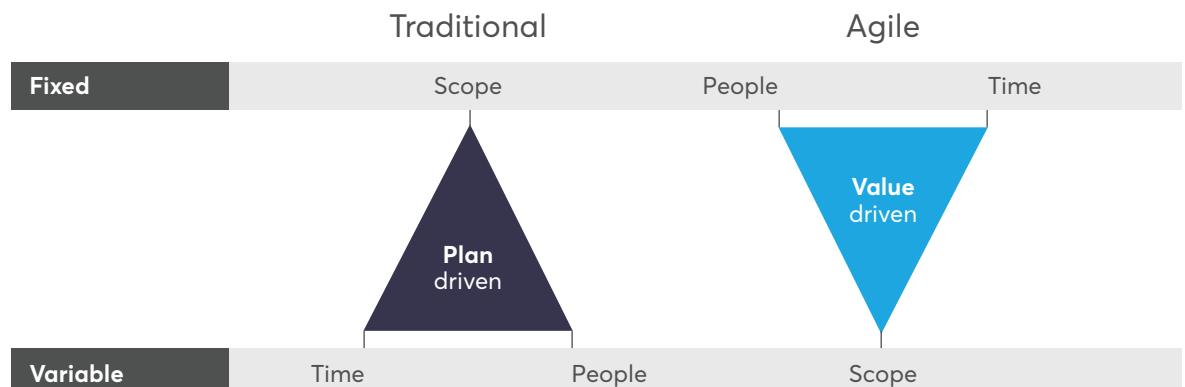 Traditional Agile
Fixed Scope People Time
Value
driven
Plan
driven
Variable Time People Scope